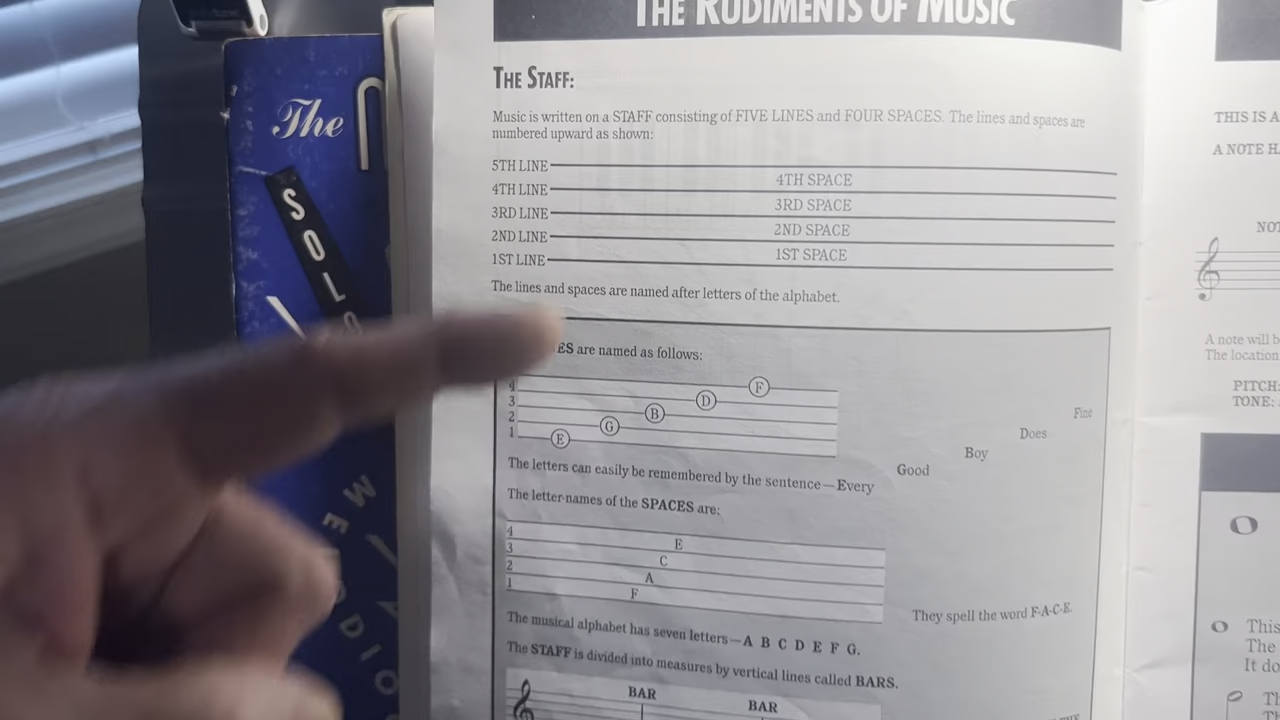 THE RUDIMENTS OF MUSIC
THE STAFF:
Music is written on a STAFF consisting of FIVE LINES and FOUR SPACES. The lines and spaces are
numbered upward as shown:
5TH LINE
4TH SPACE
4TH LINE
3RD SPACE
3RD LINE
2ND SPACE
2ND LINE
1ST SPACE
1ST LINE
The lines and spaces are named after letters of the alphabet.
ES are named as follows:
4 F
3 D
2 B
1 G
E
The letters can easily be remembered by the sentence—Every Good Boy Does Fine
The letter-names of the SPACES are:
4 E
3 C
2 A
1 F
They spell the word F-A-C-E.
The musical alphabet has seven letters—A B C D E F G.
The STAFF is divided into measures by vertical lines called BARS.
BAR BAR
The
SOLO
THIS IS A
A NOTE H
NOT
A note will b
The location
PITCH:
TONE:
This
The
It do
Th